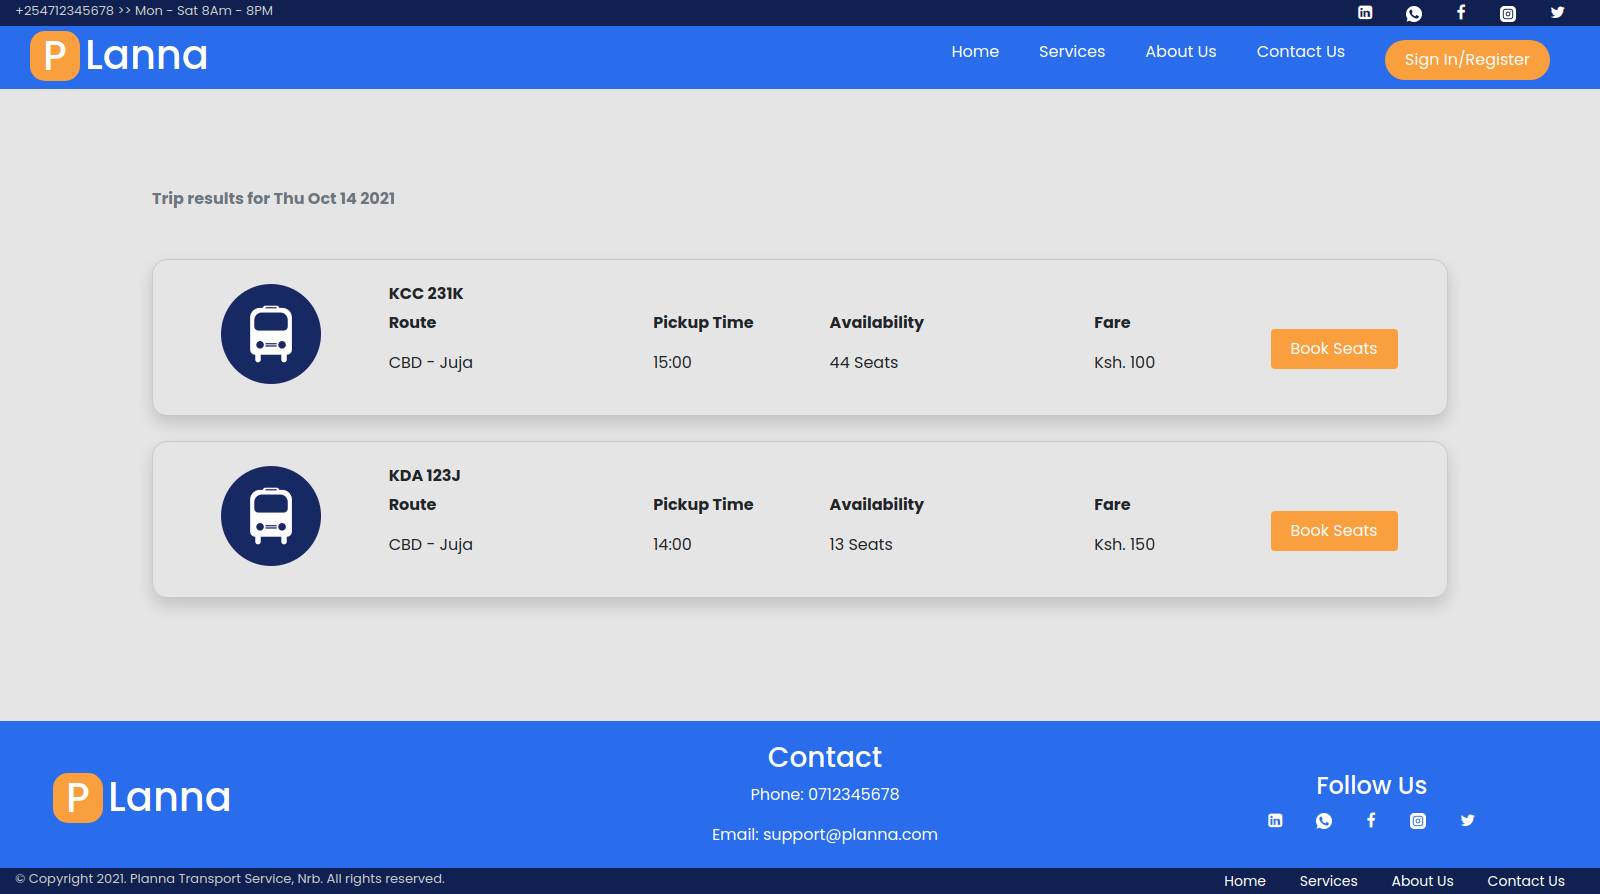 +254712345678 >> Mon - Sat 8Am - 8PM
P Lanna
Home Services About Us Contact Us Sign In/Register
Trip results for Thu Oct 14 2021
KCC 231K
Route Pickup Time Availability Fare
CBD - Juja 15:00 44 Seats Ksh. 100
Book Seats
KDA 123J
Route Pickup Time Availability Fare
CBD - Juja 14:00 13 Seats Ksh. 150
Book Seats
P Lanna
Contact
Phone: 0712345678
Email: support@planna.com
Follow Us
© Copyright 2021. Planna Transport Service, Nrb. All rights reserved.
Home Services About Us Contact Us